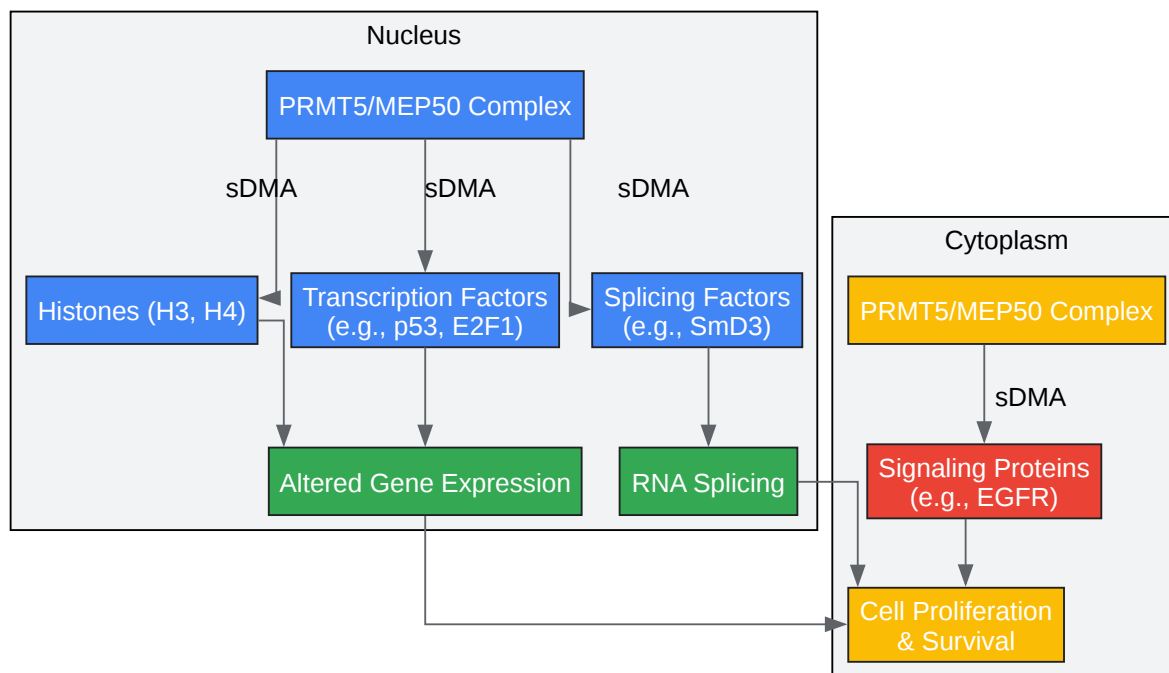 Nucleus
PRMT5/MEP50 Complex
sDMA
sDMA
sDMA
Histones (H3, H4)
Transcription Factors
(e.g., p53, E2F1)
Splicing Factors
(e.g., SmD3)
Altered Gene Expression
RNA Splicing
Cytoplasm
PRMT5/MEP50 Complex
sDMA
Signaling Proteins
(e.g., EGFR)
Cell Proliferation
& Survival